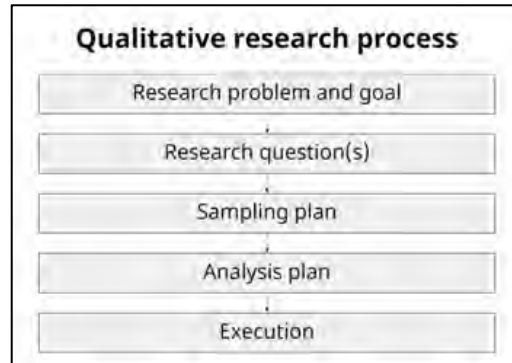 Qualitative research process
Research problem and goal
Research question(s)
Sampling plan
Analysis plan
Execution